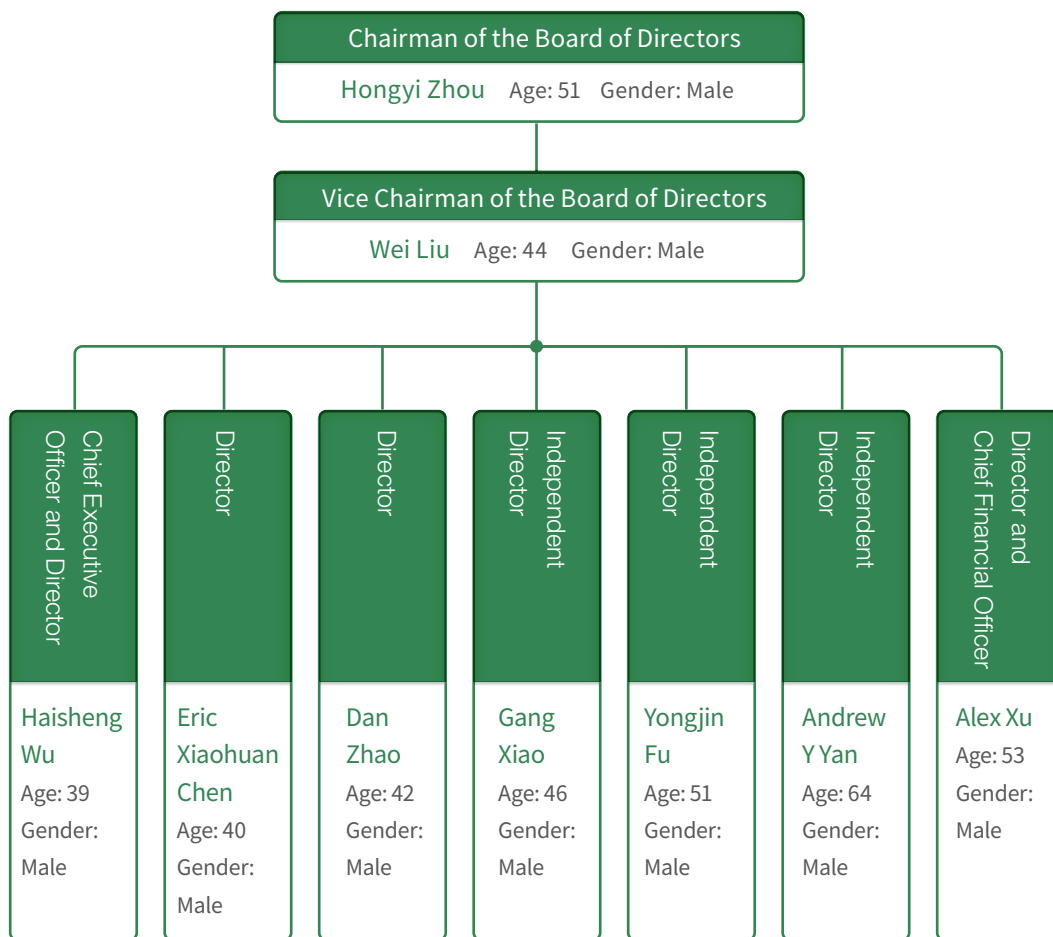 Chairman of the Board of Directors
Hongyi Zhou Age: 51 Gender: Male
Vice Chairman of the Board of Directors
Wei Liu Age: 44 Gender: Male
Chief Executive
Officer and Director
Haisheng
Wu
Age: 39
Gender:
Male
Director
Eric
Xiaohuan
Chen
Age: 40
Gender:
Male
Director
Dan
Zhao
Age: 42
Gender:
Male
Independent
Director
Gang
Xiao
Age: 46
Gender:
Male
Independent
Director
Yongjin
Fu
Age: 51
Gender:
Male
Independent
Director
Andrew
Y Yan
Age: 64
Gender:
Male
Director and
Chief Financial Officer
Alex Xu
Age: 53
Gender:
Male